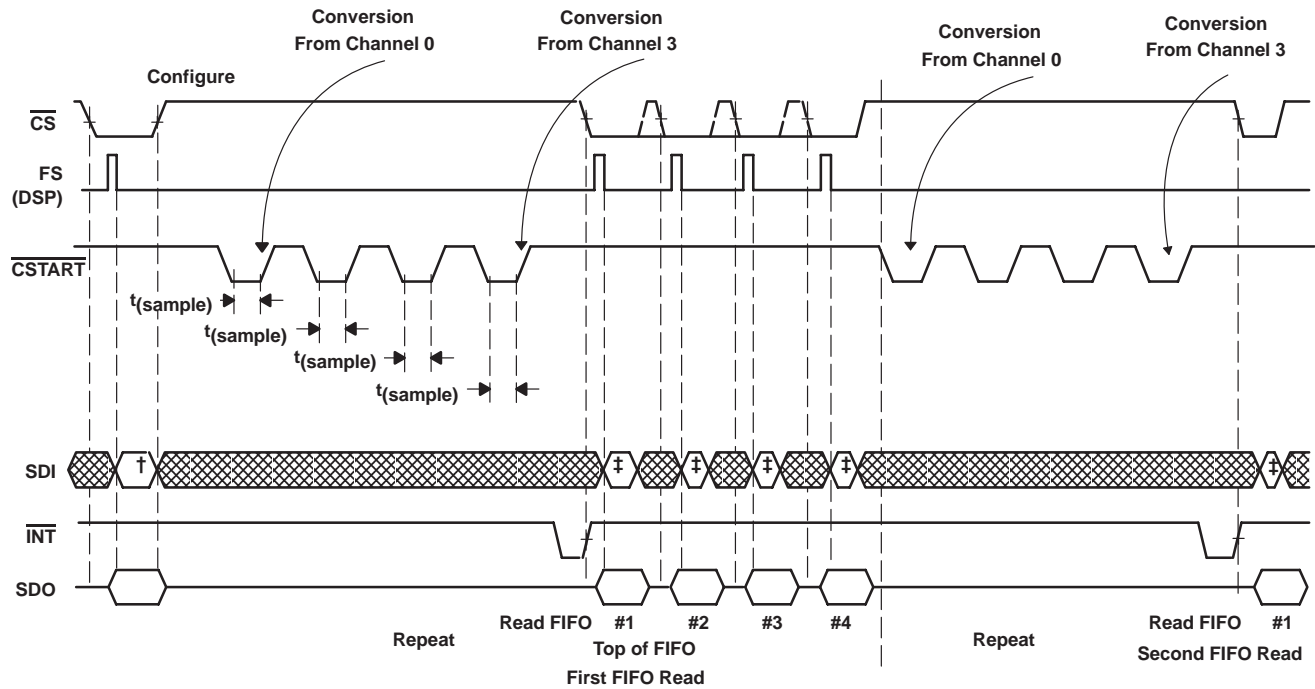 Conversion
From Channel 0
Conversion
From Channel 3
Conversion
From Channel 0
Conversion
From Channel 3
Configure
CS
FS
(DSP)
CSTART
t(sample)
t(sample)
t(sample)
t(sample)
SDI
†
‡
‡
‡
‡
‡
INT
SDO
Repeat
Read FIFO
#1
#2
#3
#4
Top of FIFO
First FIFO Read
Repeat
Read FIFO
#1
Second FIFO Read